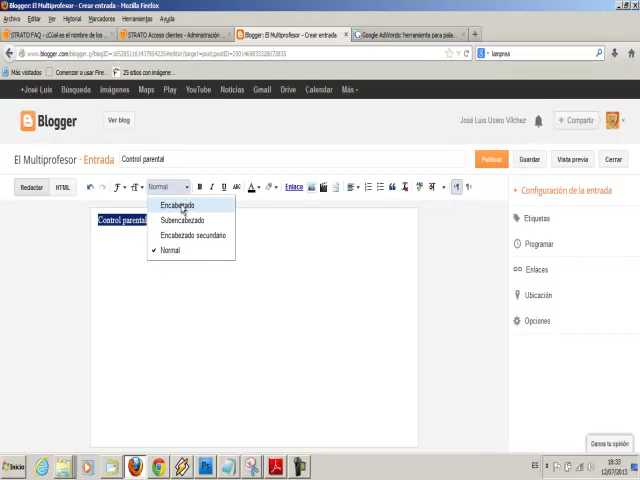 Blogger: El Multiprofesor - Crear entrada - Mozilla Firefox
Archivo Editar Ver Historial Marcadores Herramientas Ayuda
STRATO FAQ - ¿Cuál es el nombre de los ...
STRATO Acceso clientes - Administración ...
Blogger: El Multiprofesor - Crear entrada
Google AdWords: herramienta para pala...
lamprea
Más visitados Comenzar a usar Fire... 25 sitios con imágene...
+José Luis Búsqueda Imágenes Maps Play YouTube Noticias Gmail Drive Calendar Más
Blogger Ver blog José Luis Usero Vílchez Compartir
El Multiprofesor · Entrada Control parental Publicar Guardar Vista previa Cerrar
Redactar HTML Normal B I U ABC A Enlace
Configuración de la entrada
Control parental
Encabezado
Subencabezado
Encabezado secundario
Normal
Etiquetas
Programar
Enlaces
Ubicación
Opciones
Danos tu opinión
Inicio ES 18:33
12/07/2013